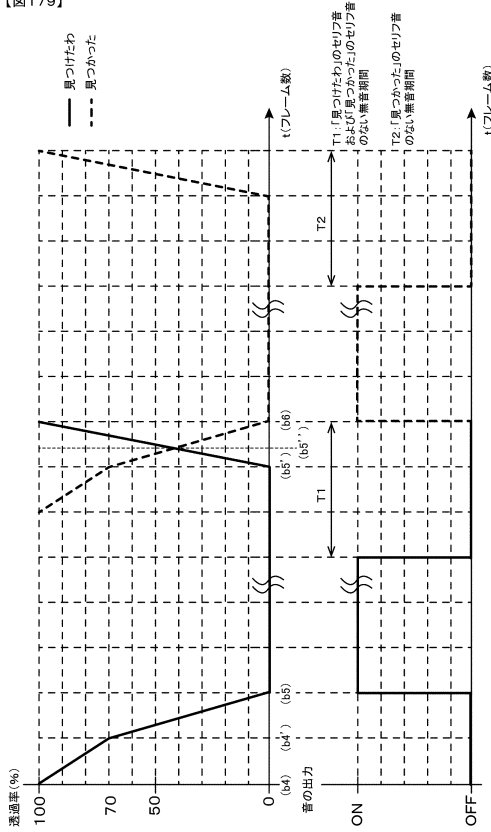 【図179】
透過率(%)
100
70
50
0
見つけたわ
見つかった
t(フレーム数)
(b4)
(b4')
(b5)
(b5')
(b5'')
(b6)
T1
T2
T1:「見つけたわ」のセリフ音
および「見つかった」のセリフ音
のない無音期間
T2:「見つかった」のセリフ音
のない無音期間
音の出力
ON
OFF
t(フレーム数)